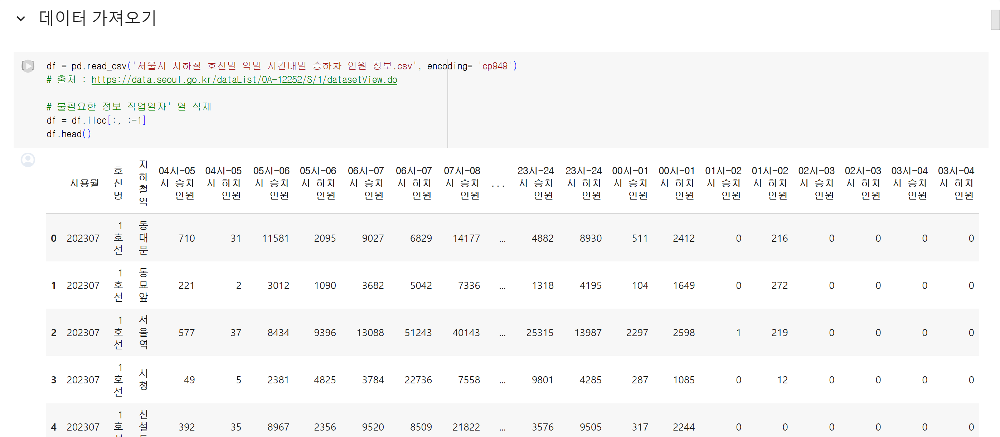 데이터 가져오기
[ ]
df = pd.read_csv('서울시 지하철 호선별 역별 시간대별 승하차 인원 정보.csv', encoding= 'cp949')
# 출처 : https://data.seoul.go.kr/dataList/OA-12252/S/1/datasetView.do
# 불필요한 정보 작업일자' 열 삭제
df = df.iloc[:, :-1]
df.head()
사용월 호선명 지하철역 04시-05시 승차인원 04시-05시 하차인원 05시-06시 승차인원 05시-06시 하차인원 06시-07시 승차인원 06시-07시 하차인원 07시-08시 승차인원 ... 23시-24시 승차인원 23시-24시 하차인원 00시-01시 승차인원 00시-01시 하차인원 01시-02시 승차인원 01시-02시 하차인원 02시-03시 승차인원 02시-03시 하차인원 03시-04시 승차인원 03시-04시 하차인원
0 202307 1호선 동대문 710 31 11581 2095 9027 6829 14177 ... 4882 8930 511 2412 0 216 0 0 0 0
1 202307 1호선 동묘앞 221 2 3012 1090 3682 5042 7336 ... 1318 4195 104 1649 0 272 0 0 0 0
2 202307 1호선 서울역 577 37 8434 9396 13088 51243 40143 ... 25315 13987 2297 2598 1 219 0 0 0 0
3 202307 1호선 시청 49 5 2381 4825 3784 22736 7558 ... 9801 4285 287 1085 0 12 0 0 0 0
4 202307 1호 신설 392 35 8967 2356 9520 8509 21822 ... 3576 9505 317 2244 0 0 0 0 0 0